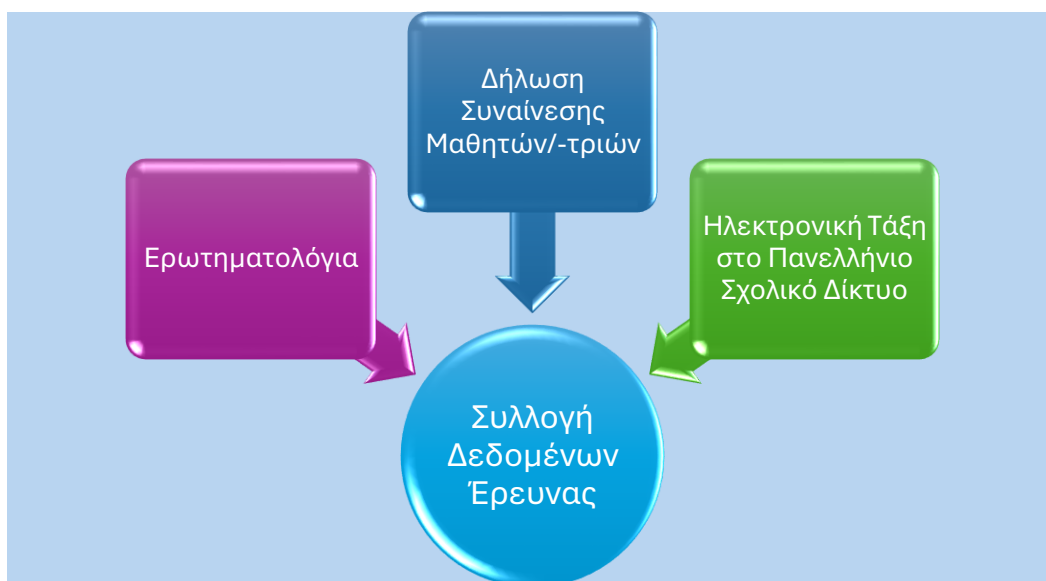 Δήλωση
Συναίνεσης
Μαθητών/-τριών
Ερωτηματολόγια
Ηλεκτρονική Τάξη
στο Πανελλήνιο
Σχολικό Δίκτυο
Συλλογή
Δεδομένων
Έρευνας